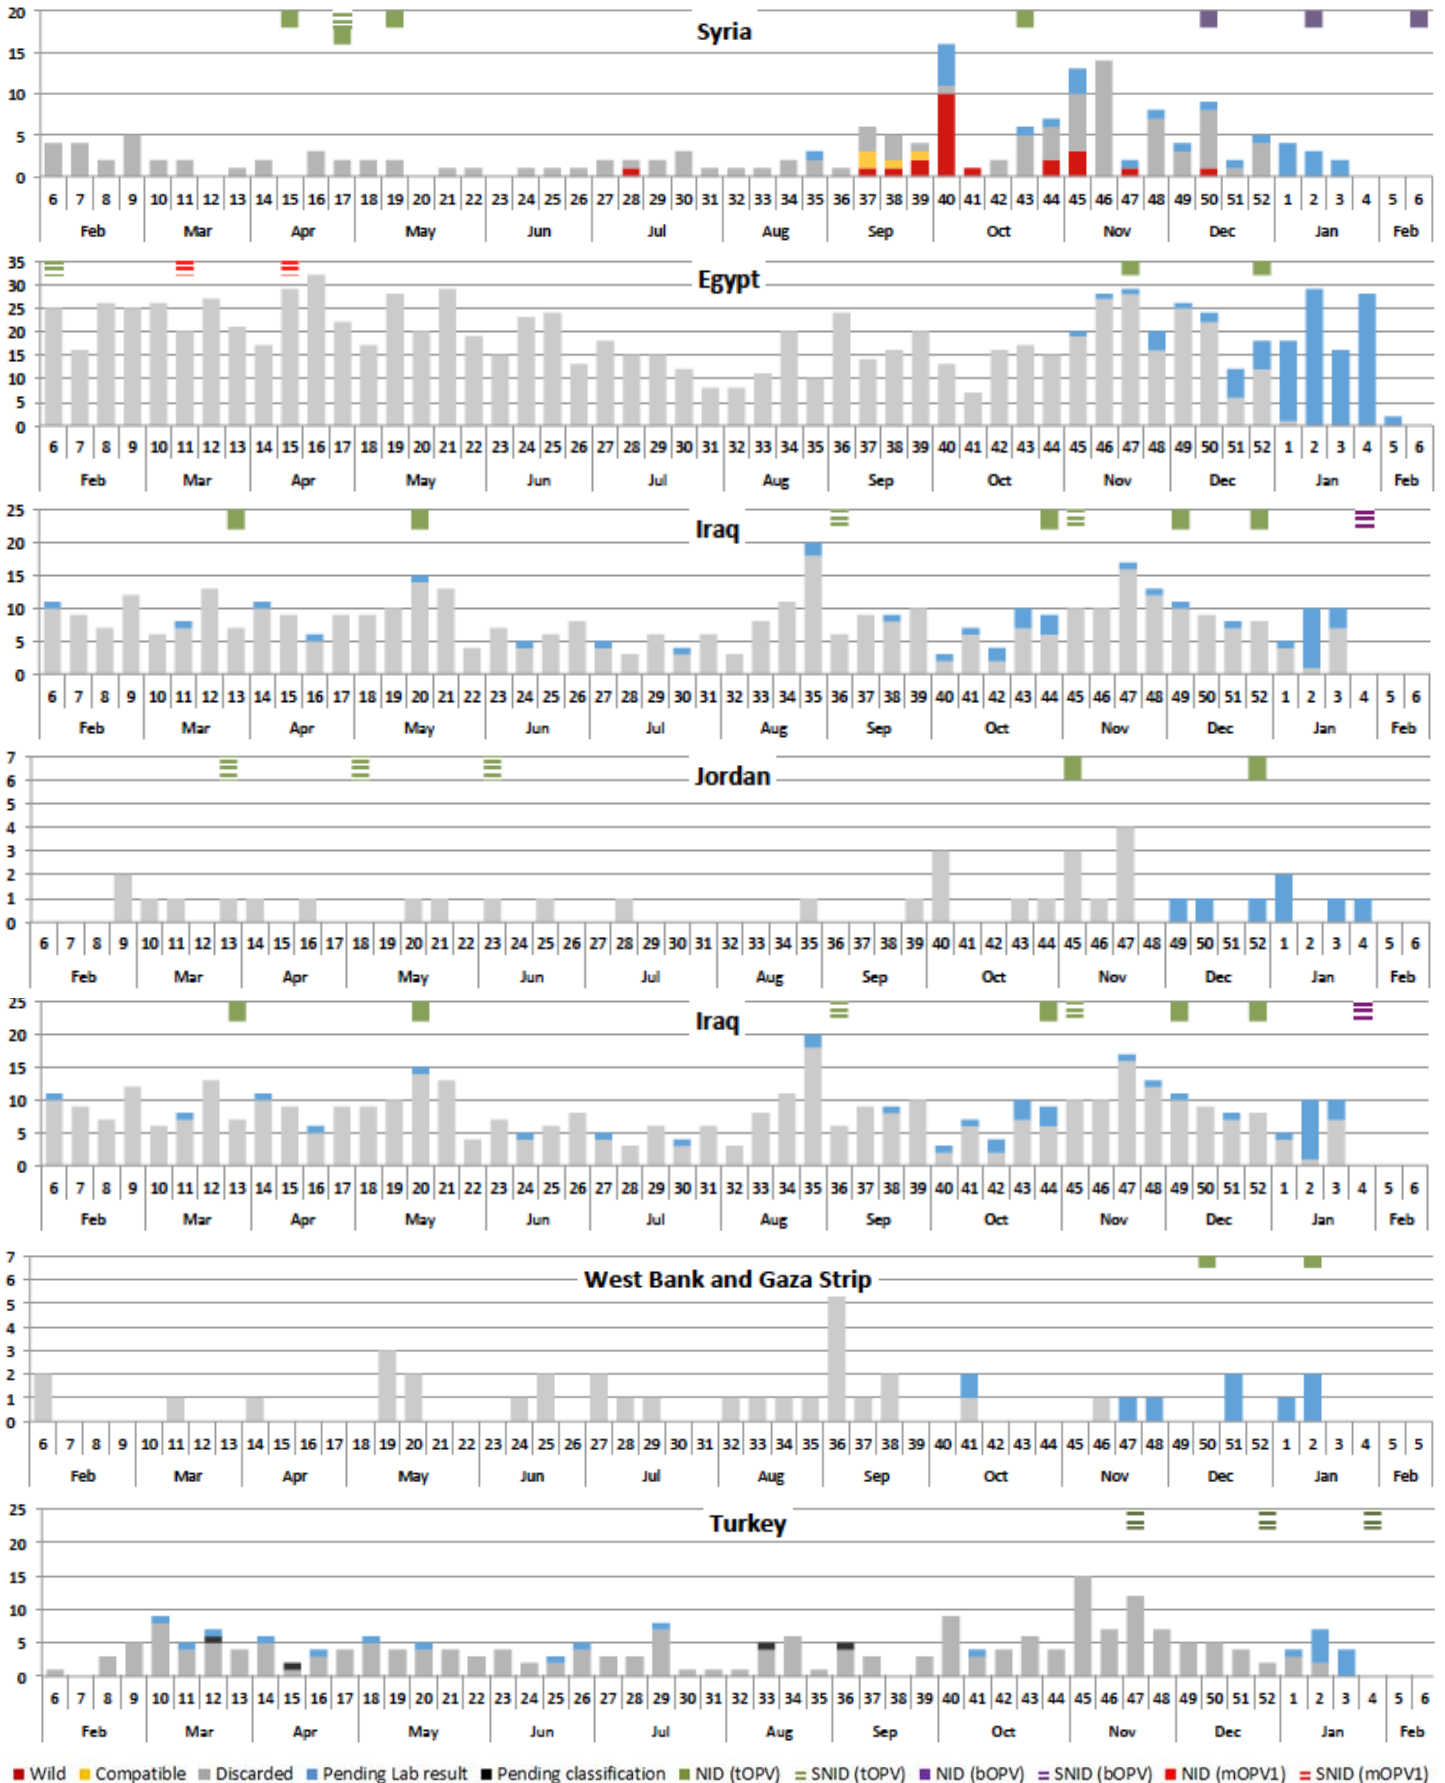 Syria
20
15
10
5
0
6 7 8 9 10 11 12 13 14 15 16 17 18 19 20 21 22 23 24 25 26 27 28 29 30 31 32 33 34 35 36 37 38 39 40 41 42 43 44 45 46 47 48 49 50 51 52 1 2 3 4 5 6
Feb Mar Apr May Jun Jul Aug Sep Oct Nov Dec Jan Feb
Egypt
35
30
25
20
15
10
5
0
6 7 8 9 10 11 12 13 14 15 16 17 18 19 20 21 22 23 24 25 26 27 28 29 30 31 32 33 34 35 36 37 38 39 40 41 42 43 44 45 46 47 48 49 50 51 52 1 2 3 4 5 6
Feb Mar Apr May Jun Jul Aug Sep Oct Nov Dec Jan Feb
Iraq
25
20
15
10
5
0
6 7 8 9 10 11 12 13 14 15 16 17 18 19 20 21 22 23 24 25 26 27 28 29 30 31 32 33 34 35 36 37 38 39 40 41 42 43 44 45 46 47 48 49 50 51 52 1 2 3 4 5 6
Feb Mar Apr May Jun Jul Aug Sep Oct Nov Dec Jan Feb
Jordan
7
6
5
4
3
2
1
0
6 7 8 9 10 11 12 13 14 15 16 17 18 19 20 21 22 23 24 25 26 27 28 29 30 31 32 33 34 35 36 37 38 39 40 41 42 43 44 45 46 47 48 49 50 51 52 1 2 3 4 5 6
Feb Mar Apr May Jun Jul Aug Sep Oct Nov Dec Jan Feb
Iraq
25
20
15
10
5
0
6 7 8 9 10 11 12 13 14 15 16 17 18 19 20 21 22 23 24 25 26 27 28 29 30 31 32 33 34 35 36 37 38 39 40 41 42 43 44 45 46 47 48 49 50 51 52 1 2 3 4 5 6
Feb Mar Apr May Jun Jul Aug Sep Oct Nov Dec Jan Feb
West Bank and Gaza Strip
7
6
5
4
3
2
1
0
6 7 8 9 10 11 12 13 14 15 16 17 18 19 20 21 22 23 24 25 26 27 28 29 30 31 32 33 34 35 36 37 38 39 40 41 42 43 44 45 46 47 48 49 50 51 52 1 2 3 4 5 5
Feb Mar Apr May Jun Jul Aug Sep Oct Nov Dec Jan Feb
Turkey
25
20
15
10
5
0
6 7 8 9 10 11 12 13 14 15 16 17 18 19 20 21 22 23 24 25 26 27 28 29 30 31 32 33 34 35 36 37 38 39 40 41 42 43 44 45 46 47 48 49 50 51 52 1 2 3 4 5 6
Feb Mar Apr May Jun Jul Aug Sep Oct Nov Dec Jan Feb
Wild Compatible Discarded Pending Lab result Pending classification NID (tOPV) SNID (tOPV) NID (bOPV) SNID (bOPV) NID (mOPV1) SNID (mOPV1)